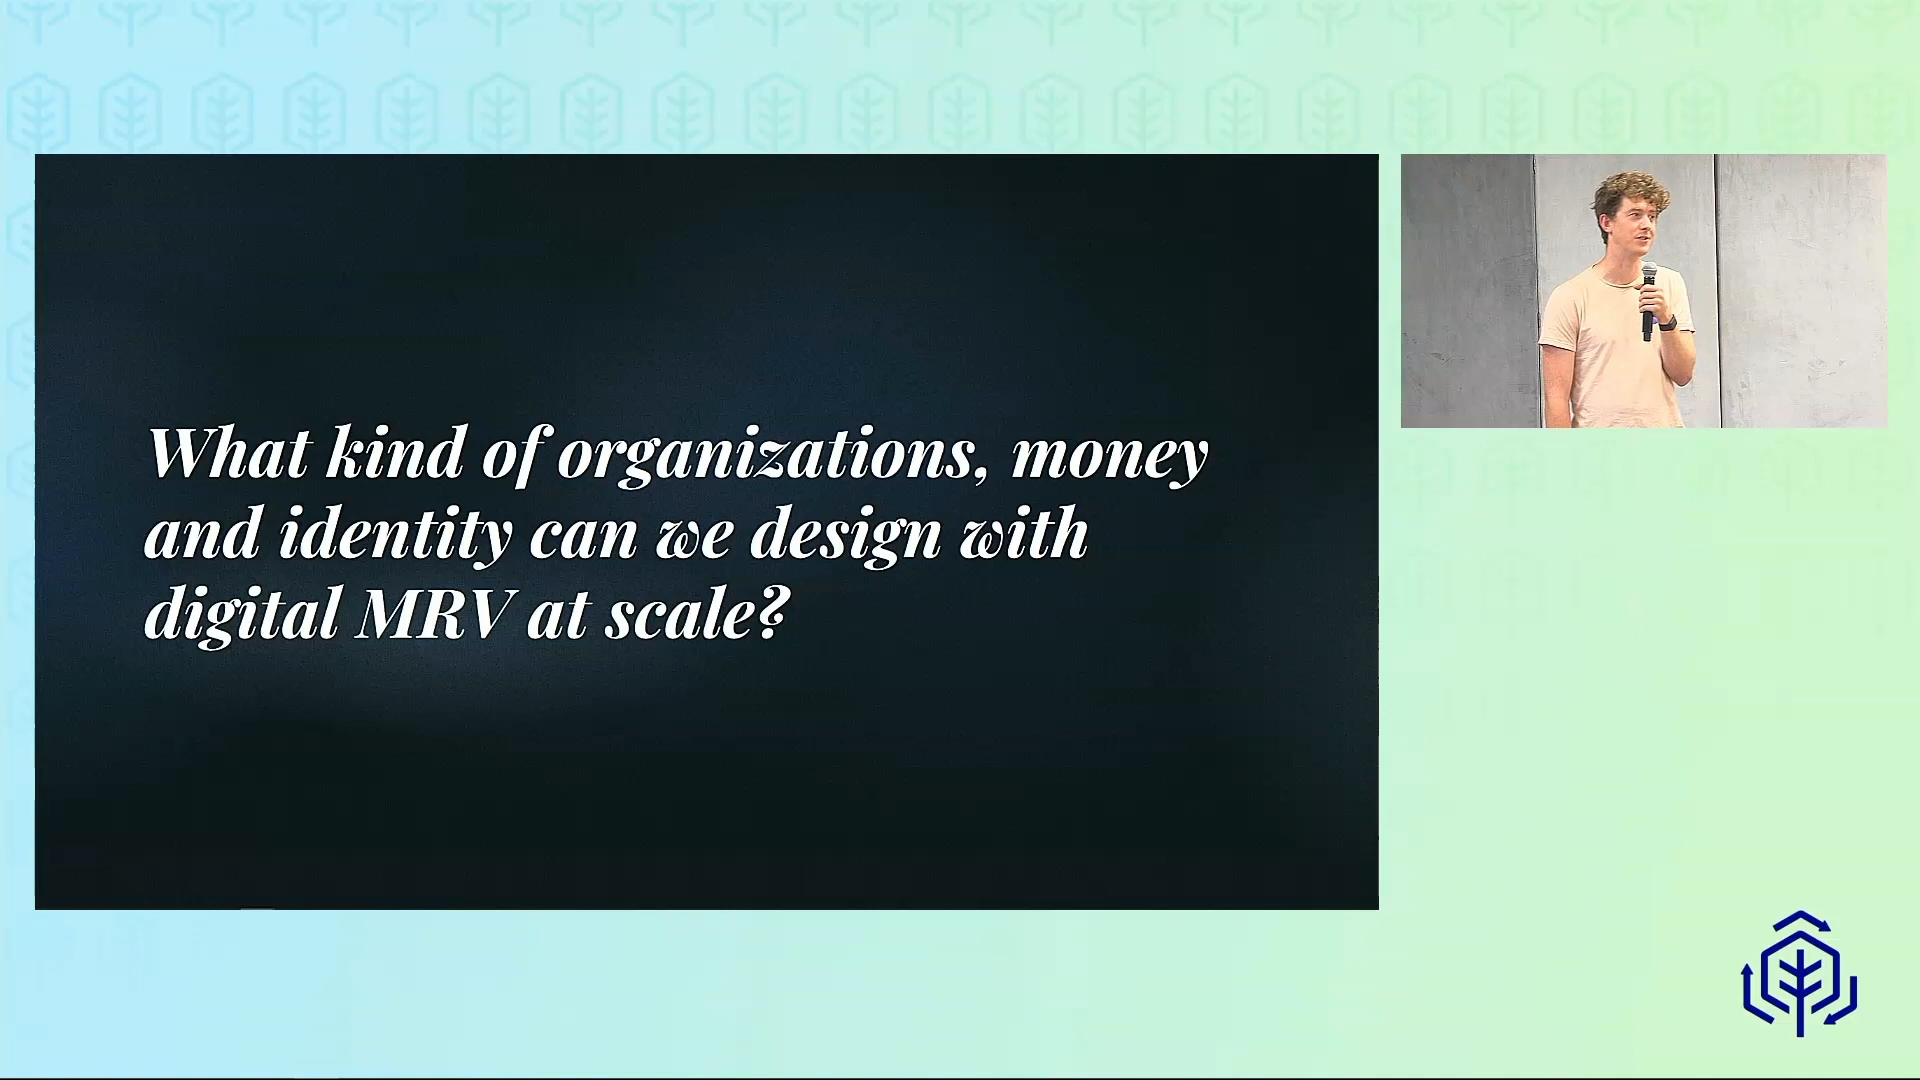 What kind of organizations, money
and identity can we design with
digital MRV at scale?